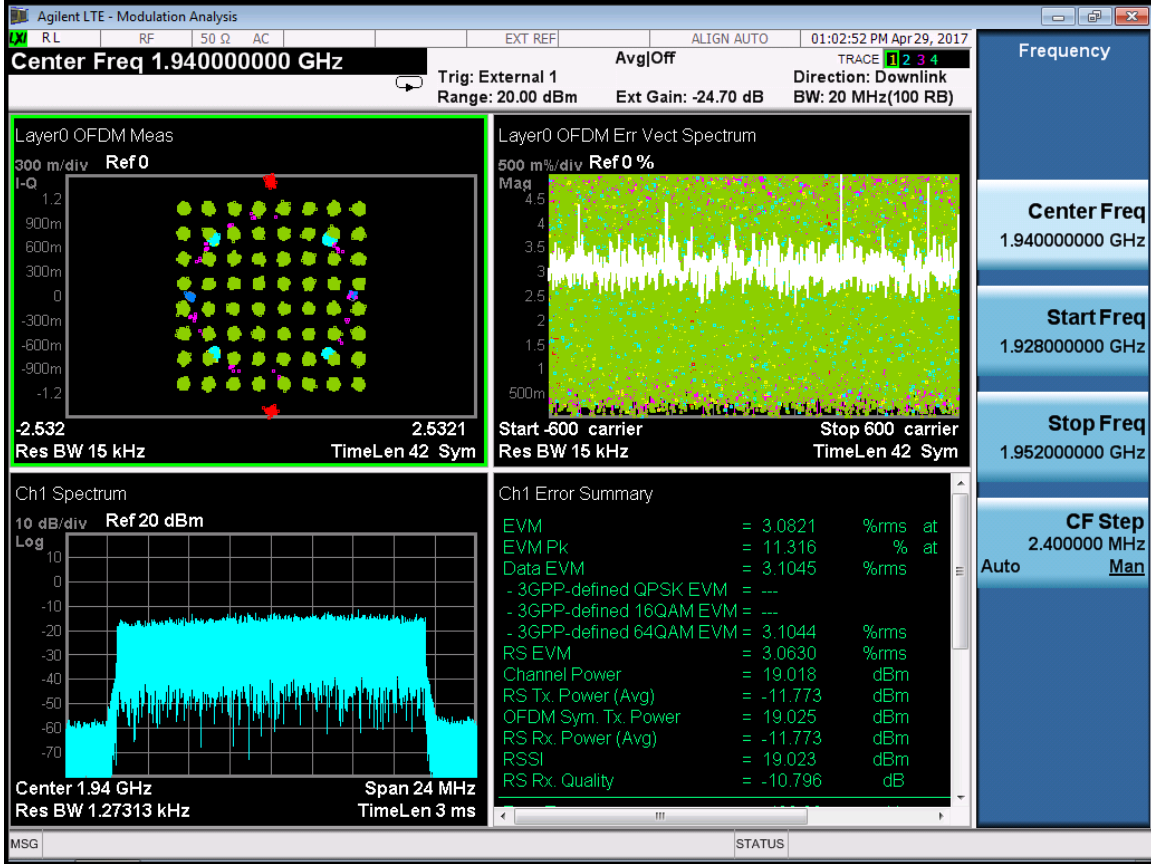 Agilent LTE - Modulation Analysis
LXI RL RF 50 Ω AC EXT REF ALIGN AUTO 01:02:52 PM Apr 29, 2017
Center Freq 1.940000000 GHz
Trig: External 1
Range: 20.00 dBm
Avg|Off
Ext Gain: -24.70 dB
TRACE 1 2 3 4
Direction: Downlink
BW: 20 MHz(100 RB)
Layer0 OFDM Meas
300 m/div Ref 0
I-Q
1.2
900m
600m
300m
0
-300m
-600m
-900m
-1.2
-2.532 2.5321
Res BW 15 kHz TimeLen 42 Sym
Layer0 OFDM Err Vect Spectrum
500 m%/div Ref 0 %
Mag
4.5
4
3.5
3
2.5
2
1.5
1
500m
Start -600 carrier Stop 600 carrier
Res BW 15 kHz TimeLen 42 Sym
Ch1 Spectrum
10 dB/div Ref 20 dBm
Log
10
0
-10
-20
-30
-40
-50
-60
-70
Center 1.94 GHz Span 24 MHz
Res BW 1.27313 kHz TimeLen 3 ms
Ch1 Error Summary
EVM = 3.0821 %rms at
EVM Pk = 11.316 % at
Data EVM = 3.1045 %rms
- 3GPP-defined QPSK EVM = ---
- 3GPP-defined 16QAM EVM = ---
- 3GPP-defined 64QAM EVM = 3.1044 %rms
RS EVM = 3.0630 %rms
Channel Power = 19.018 dBm
RS Tx. Power (Avg) = -11.773 dBm
OFDM Sym. Tx. Power = 19.025 dBm
RS Rx. Power (Avg) = -11.773 dBm
RSSI = 19.023 dBm
RS Rx. Quality = -10.796 dB
Frequency
Center Freq
1.940000000 GHz
Start Freq
1.928000000 GHz
Stop Freq
1.952000000 GHz
CF Step
2.400000 MHz
Auto Man
MSG STATUS